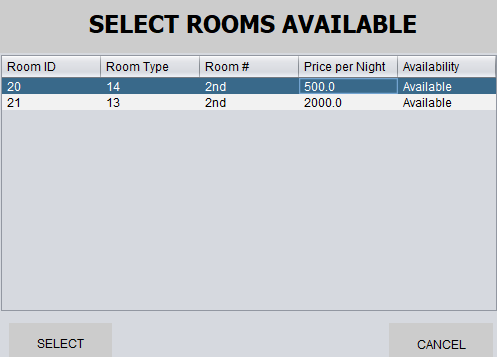 SELECT ROOMS AVAILABLE
Room ID Room Type Room # Price per Night Availability
20 14 2nd 500.0 Available
21 13 2nd 2000.0 Available
SELECT CANCEL